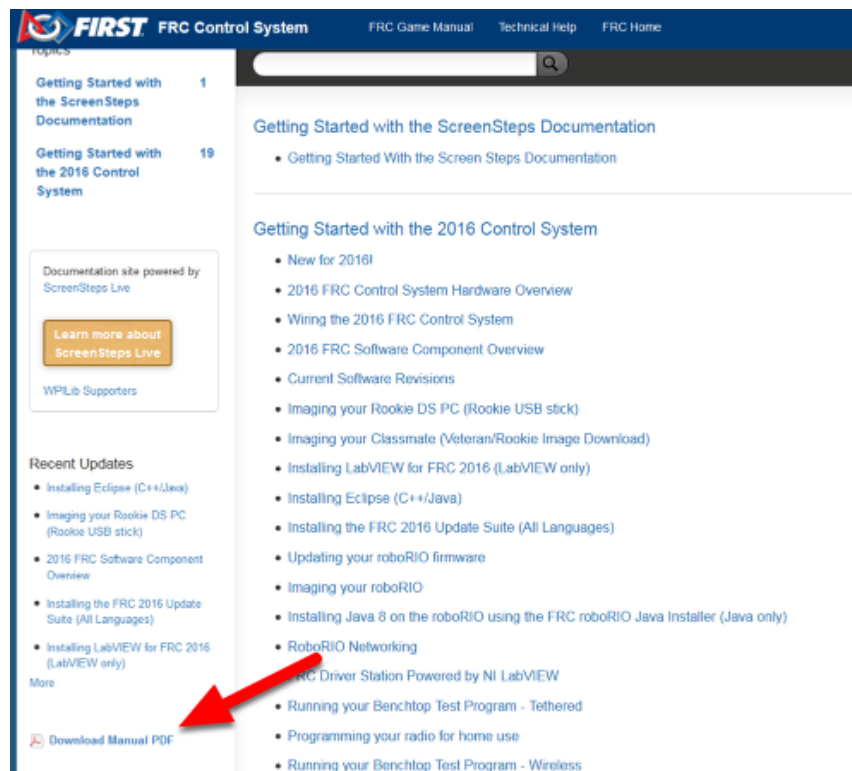 FIRST FRC Control System FRC Game Manual Technical Help FRC Home
Topics
Getting Started with 1
the ScreenSteps
Documentation
Getting Started with 19
the 2016 Control
System
Documentation site powered by
ScreenSteps Live
Learn more about
ScreenSteps Live
WPILib Supporters
Recent Updates
Installing Eclipse (C++/Java)
Imaging your Rookie DS PC
(Rookie USB stick)
2016 FRC Software Component
Overview
Installing the FRC 2016 Update
Suite (All Languages)
Installing LabVIEW for FRC 2016
(LabVIEW only)
More
Download Manual PDF
Getting Started with the ScreenSteps Documentation
Getting Started With the Screen Steps Documentation
Getting Started with the 2016 Control System
New for 2016!
2016 FRC Control System Hardware Overview
Wiring the 2016 FRC Control System
2016 FRC Software Component Overview
Current Software Revisions
Imaging your Rookie DS PC (Rookie USB stick)
Imaging your Classmate (Veteran/Rookie Image Download)
Installing LabVIEW for FRC 2016 (LabVIEW only)
Installing Eclipse (C++/Java)
Installing the FRC 2016 Update Suite (All Languages)
Updating your roboRIO firmware
Imaging your roboRIO
Installing Java 8 on the roboRIO using the FRC roboRIO Java Installer (Java only)
RoboRIO Networking
FRC Driver Station Powered by NI LabVIEW
Running your Benchtop Test Program - Tethered
Programming your radio for home use
Running your Benchtop Test Program - Wireless